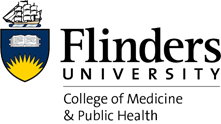 Flinders
UNIVERSITY
College of Medicine
& Public Health